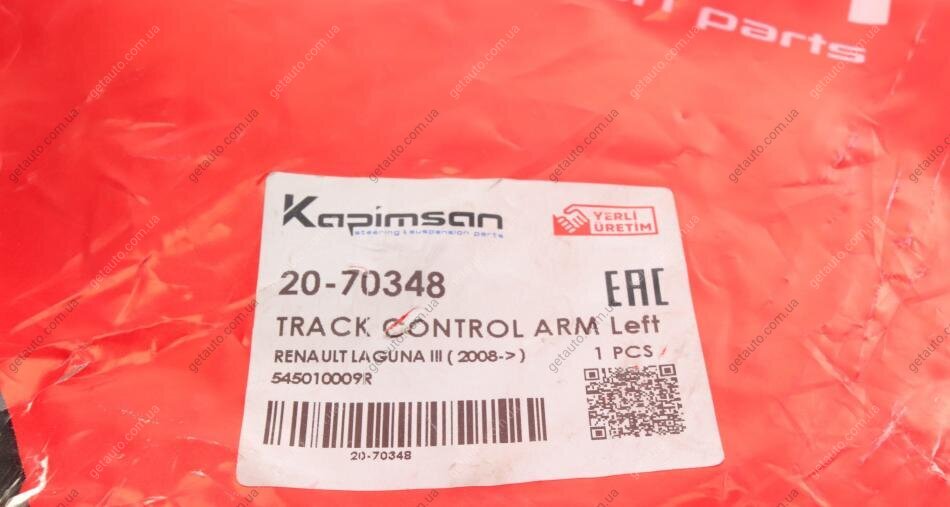 n parts
Kapimsan
steering & suspension parts
YERLİ
ÜRETİM
20-70348
EAC
TRACK CONTROL ARM Left
RENAULT LAGUNA III ( 2008-> )
1 PCS
545010009R
20-70348
getauto.com.ua